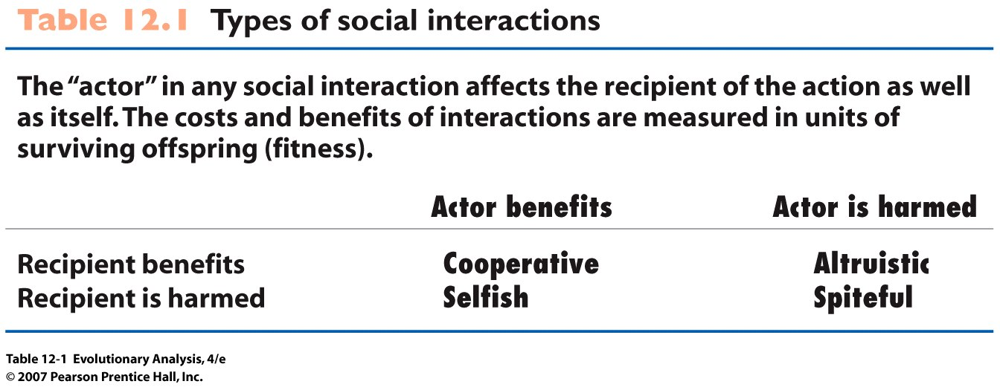 Table 12.1 Types of social interactions
The “actor” in any social interaction affects the recipient of the action as well
as itself. The costs and benefits of interactions are measured in units of
surviving offspring (fitness).
Actor benefits Actor is harmed
Recipient benefits Cooperative Altruistic
Recipient is harmed Selfish Spiteful
Table 12-1 Evolutionary Analysis, 4/e
© 2007 Pearson Prentice Hall, Inc.